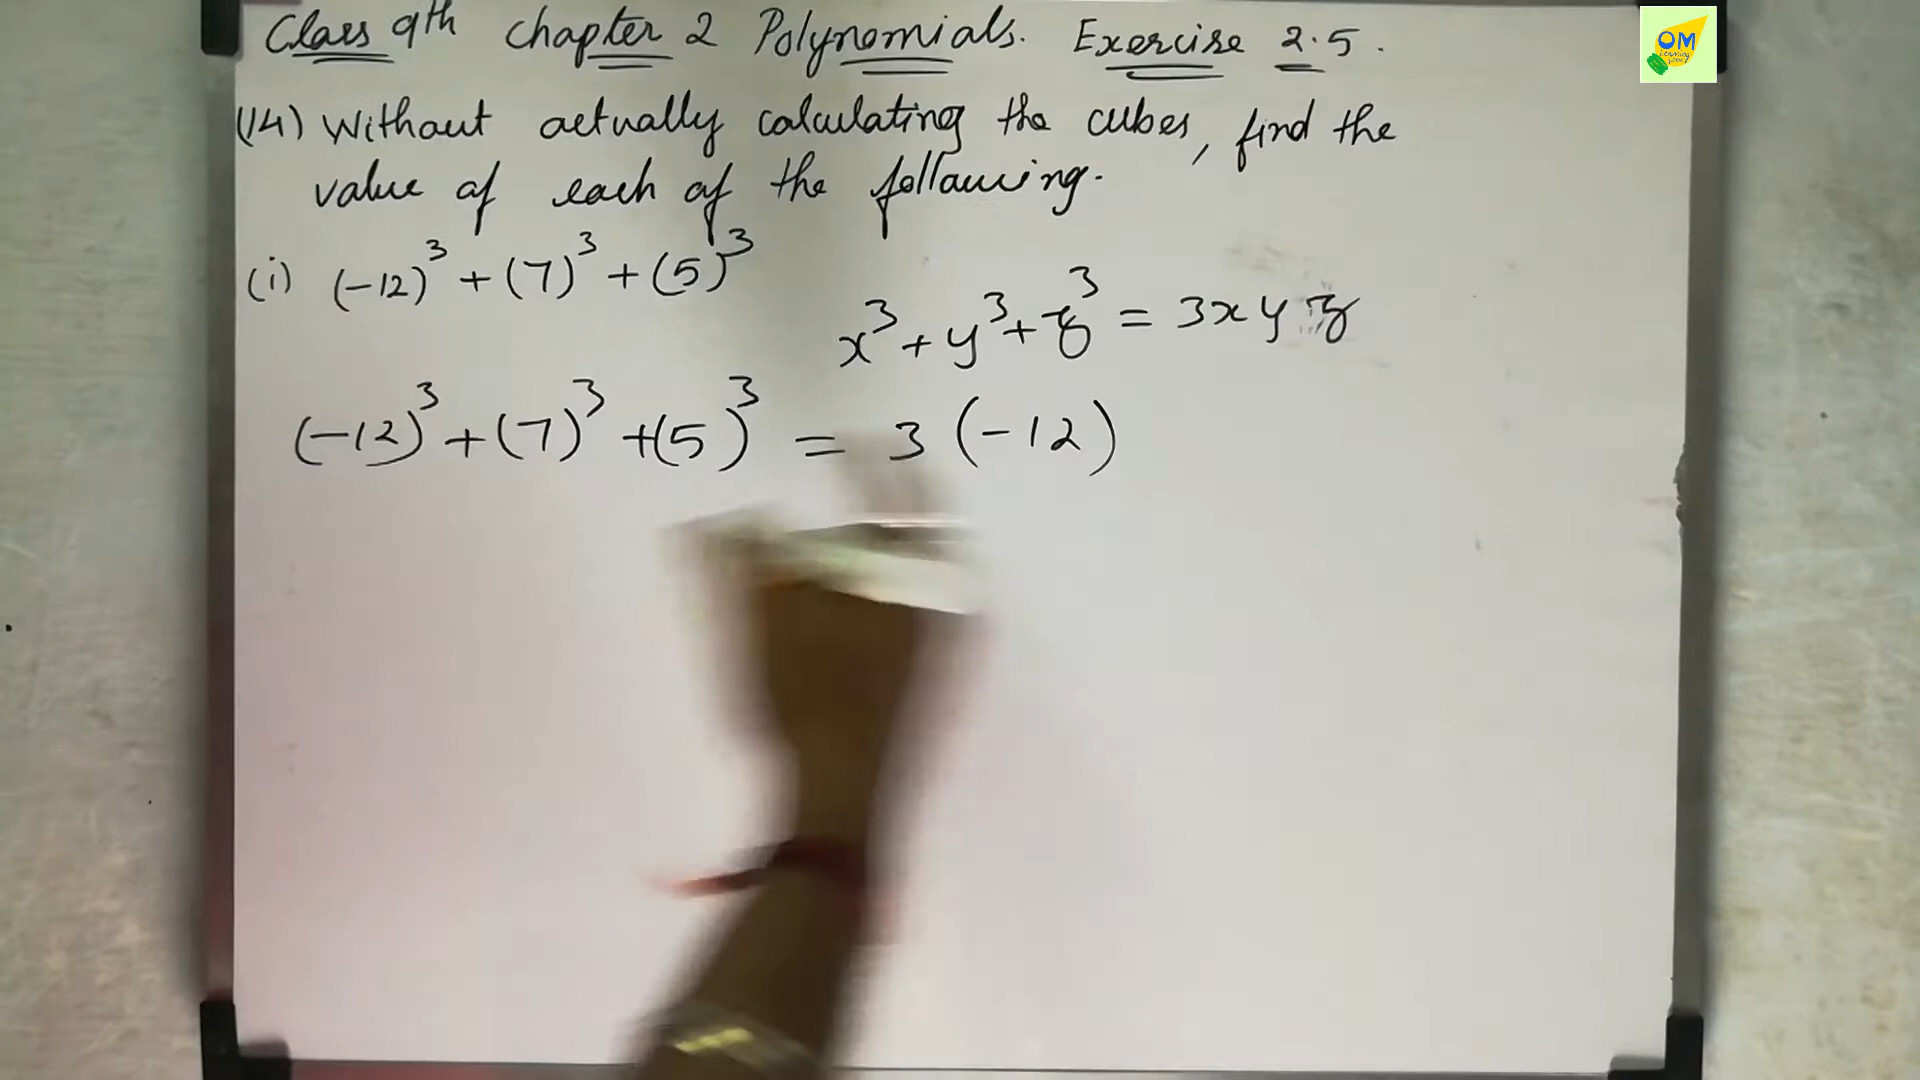 Class 9th chapter 2 Polynomials. Exercise 2.5.
(14) Without actually calculating the cubes, find the
value of each of the following.
(i) (-12)³ + (7)³ + (5)³
x³ + y³ + z³ = 3xyz
(-12)³ + (7)³ + (5)³ = 3 (-12)
OM